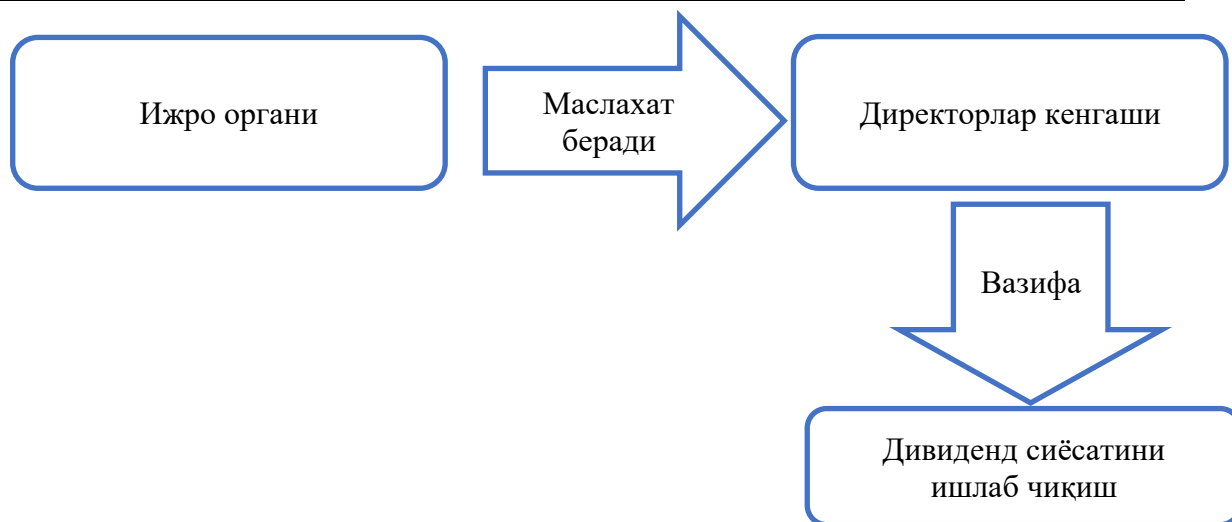 Ижро органи
Маслахат
беради
Директорлар кенгаши
Вазифа
Дивиденд сиёсатини
ишлаб чиқиш